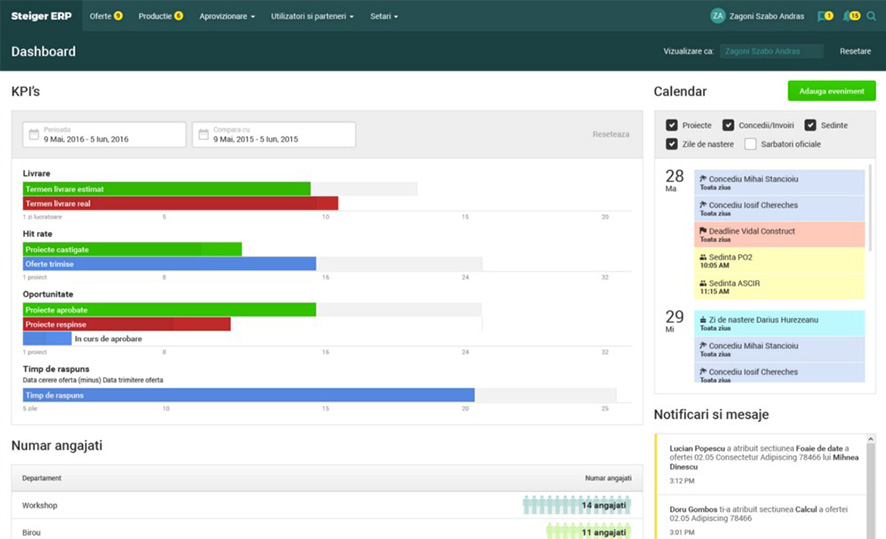 Steiger ERP
Oferte 9
Productie 6
Aprovizionare
Utilizatori si parteneri
Setari
ZA Zagoni Szabo Andras
1
15
Dashboard
Vizualizare ca:
Zagoni Szabo Andras
Resetare
KPI's
Perioada
9 Mai, 2016 - 5 Iun, 2016
Compara cu
9 Mai, 2015 - 5 Iun, 2015
Reseteaza
Livrare
Termen livrare estimat
Termen livrare real
1 zi lucratoare 5 10 15 20
Hit rate
Proiecte castigate
Oferte trimise
1 proiect 8 16 24 32
Oportunitate
Proiecte aprobate
Proiecte respinse
In curs de aprobare
1 proiect 8 16 24 32
Timp de raspuns
Data cerere oferta (minus) Data trimitere oferta
Timp de raspuns
5 zile 10 15 20 25
Numar angajati
Departament Numar angajati
Workshop 14 angajati
Birou 11 angajati
Calendar
Adauga eveniment
Proiecte Concedii/Invoiri Sedinte
Zile de nastere Sarbatori oficiale
28
Ma
Concediu Mihai Stancioiu
Toata ziua
Concediu Iosif Chereches
Toata ziua
Deadline Vidal Construct
Toata ziua
Sedinta PO2
10:05 AM
Sedinta ASCIR
11:15 AM
29
Mi
Zi de nastere Darius Hurezeanu
Toata ziua
Concediu Mihai Stancioiu
Toata ziua
Concediu Iosif Chereches
Toata ziua
Notificari si mesaje
Lucian Popescu a atribuit sectiunea Foaie de date a
ofertei 02.05 Consectetur Adipiscing 78466 lui Mihnea
Dinescu
3:12 PM
Doru Gombos ti-a atribuit sectiunea Calcul a ofertei
02.05 Adipiscing 78466
3:01 PM